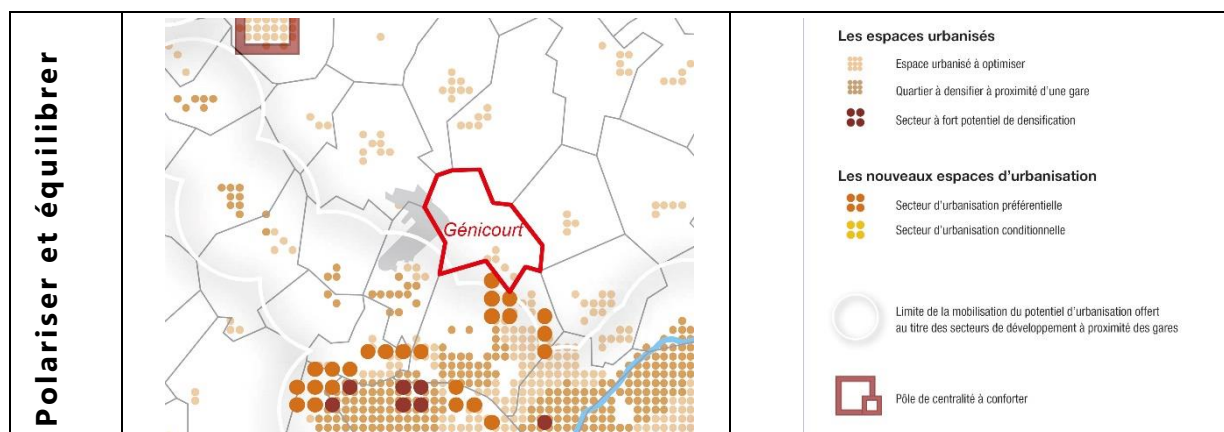 Polariser et équilibrer
Génicourt
Les espaces urbanisés
Espace urbanisé à optimiser
Quartier à densifier à proximité d'une gare
Secteur à fort potentiel de densification
Les nouveaux espaces d'urbanisation
Secteur d'urbanisation préférentielle
Secteur d'urbanisation conditionnelle
Limite de la mobilisation du potentiel d'urbanisation offert
au titre des secteurs de développement à proximité des gares
Pôle de centralité à conforter